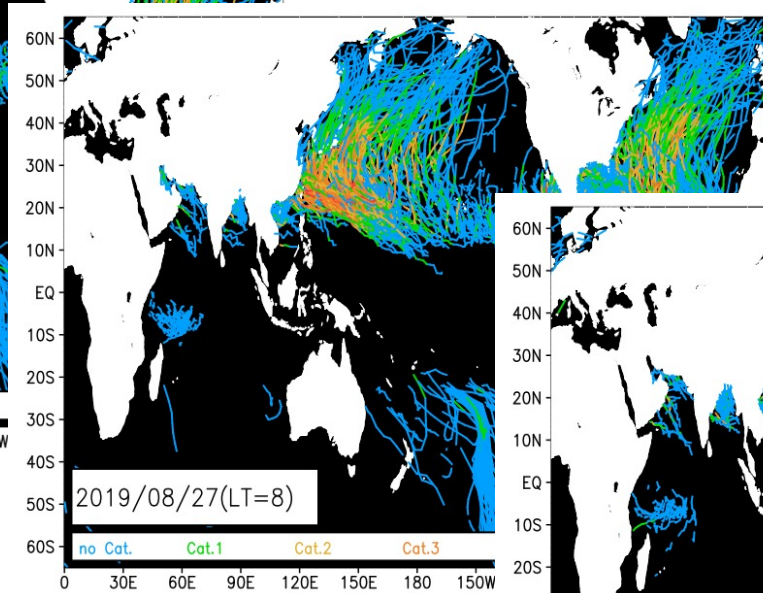 60N
50N
40N
30N
20N
10N
EQ
10S
20S
30S
40S
50S
60S
2019/08/27(LT=8)
no Cat. Cat.1 Cat.2 Cat.3
0 30E 60E 90E 120E 150E 180 150W
W
60N
50N
40N
30N
20N
10N
EQ
10S
20S